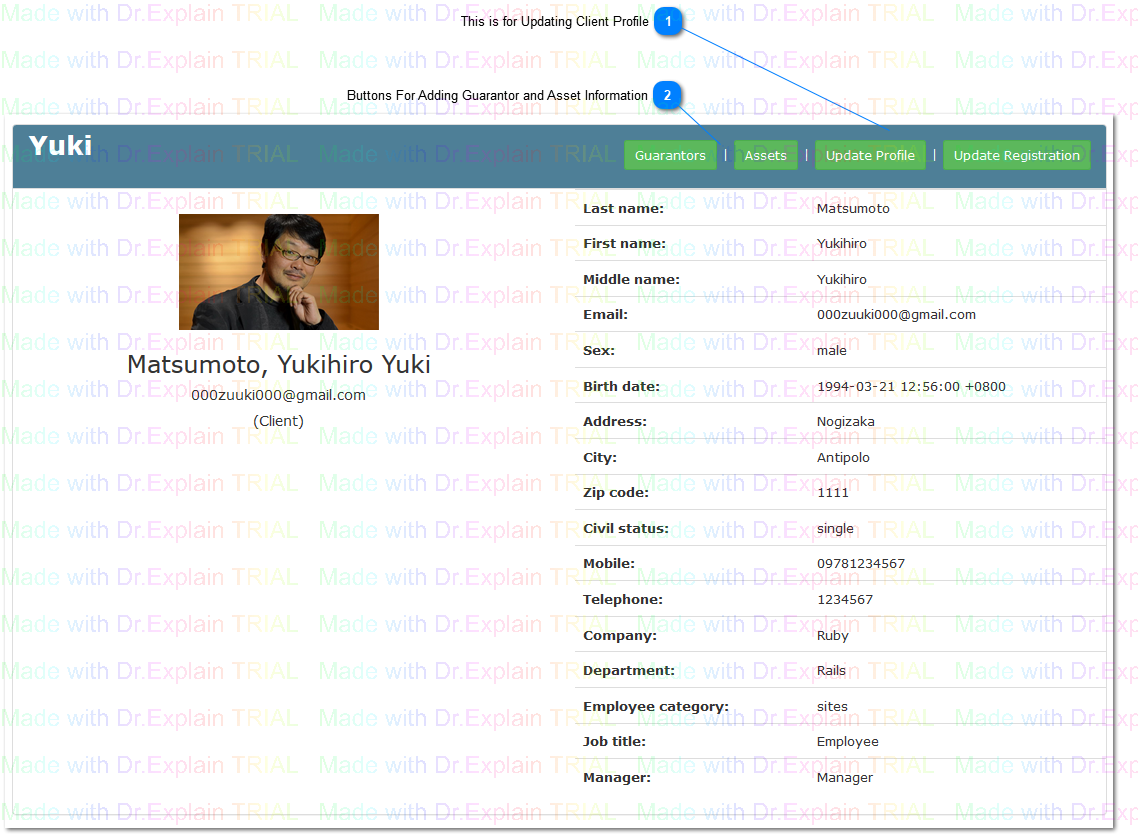 This is for Updating Client Profile 1
Buttons For Adding Guarantor and Asset Information 2
Yuki
Guarantors | Assets | Update Profile | Update Registration
Matsumoto, Yukihiro Yuki
000zuuki000@gmail.com
(Client)
Last name: Matsumoto
First name: Yukihiro
Middle name: Yukihiro
Email: 000zuuki000@gmail.com
Sex: male
Birth date: 1994-03-21 12:56:00 +0800
Address: Nogizaka
City: Antipolo
Zip code: 1111
Civil status: single
Mobile: 09781234567
Telephone: 1234567
Company: Ruby
Department: Rails
Employee category: sites
Job title: Employee
Manager: Manager
Made with Dr.Explain TRIAL